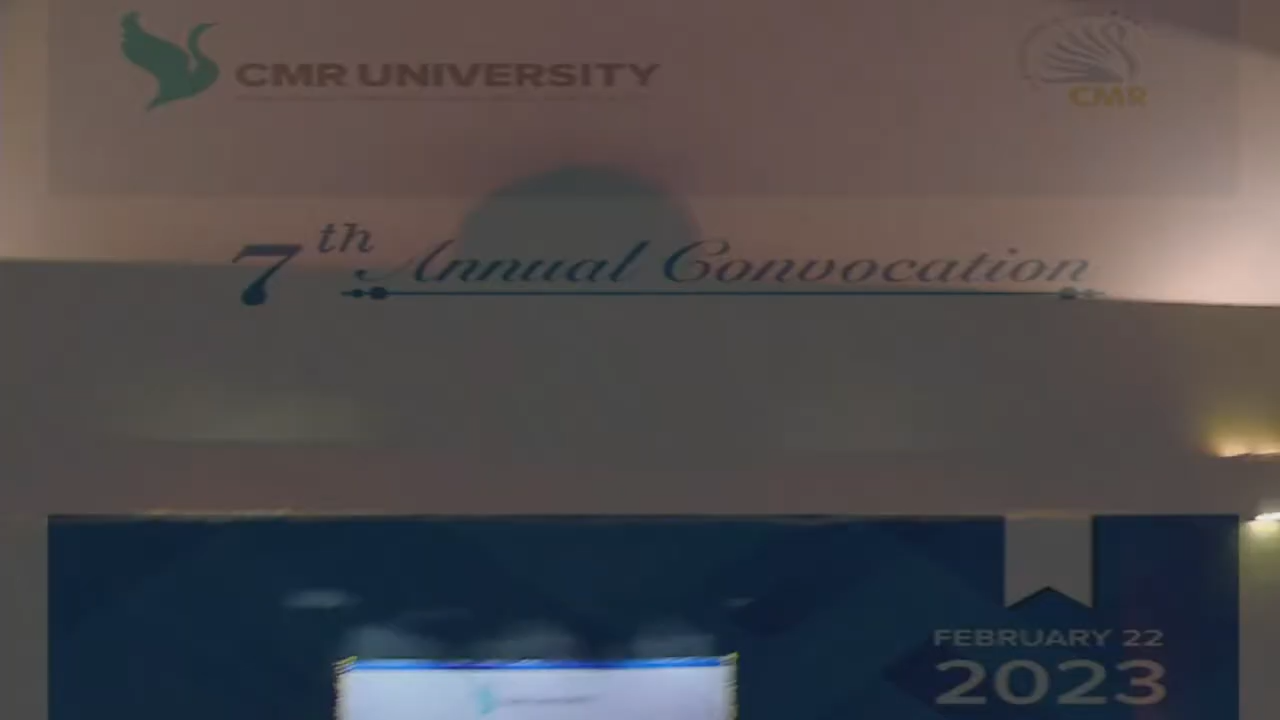 CMR UNIVERSITY
CMR
7th Annual Convocation
FEBRUARY 22
2023